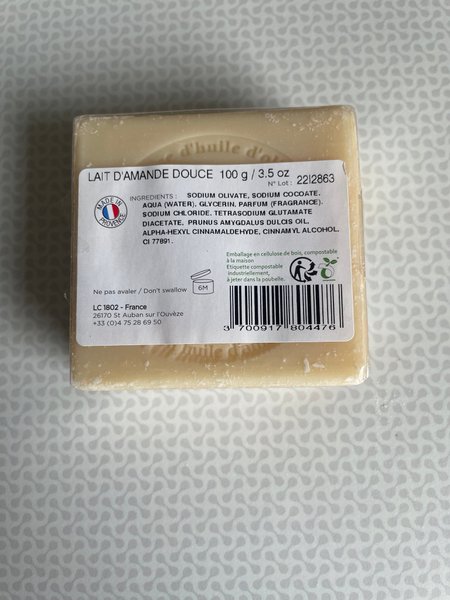 d'huile d'ol
LAIT D'AMANDE DOUCE 100 g / 3.5 oz
N° Lot : 22I2863
MADE IN
PROVENCE
INGREDIENTS : SODIUM OLIVATE, SODIUM COCOATE,
AQUA (WATER), GLYCERIN, PARFUM (FRAGRANCE),
SODIUM CHLORIDE, TETRASODIUM GLUTAMATE
DIACETATE, PRUNUS AMYGDALUS DULCIS OIL,
ALPHA-HEXYL CINNAMALDEHYDE, CINNAMYL ALCOHOL,
CI 77891.
Emballage en cellulose de bois, compostable
à la maison
Etiquette compostable
industriellement,
à jeter dans la poubelle.
Ne pas avaler / Don't swallow
6M
LC 1802 - France
26170 St Auban sur l'Ouvèze
+33 (0)4 75 28 69 50
3 700917 804476
huile d'